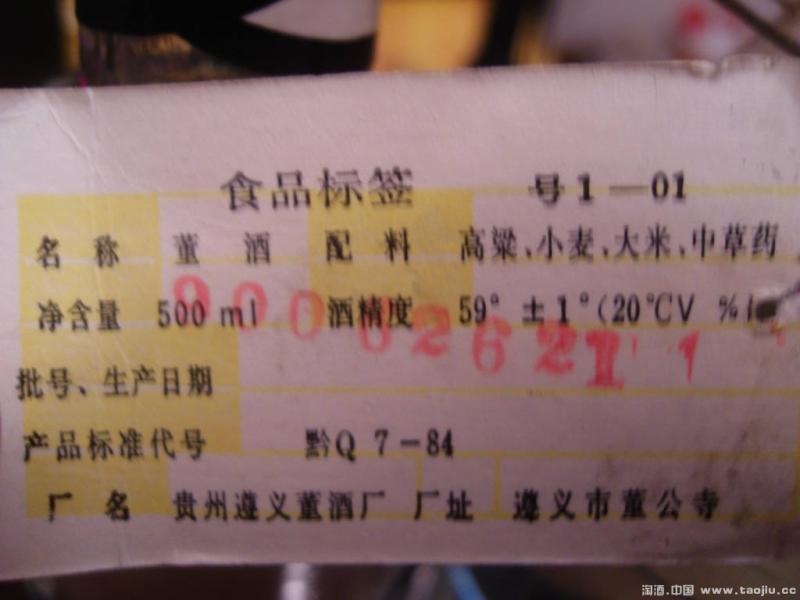 食品标签 号1—01
名称 董酒 配料 高粱、小麦、大米、中草药
净含量 500 ml 酒精度 59° ±1°(20℃V %
批号、生产日期
产品标准代号 黔Q 7-84
厂名 贵州遵义董酒厂 厂址 遵义市董公寺
淘酒.中国 www.taojiu.cc